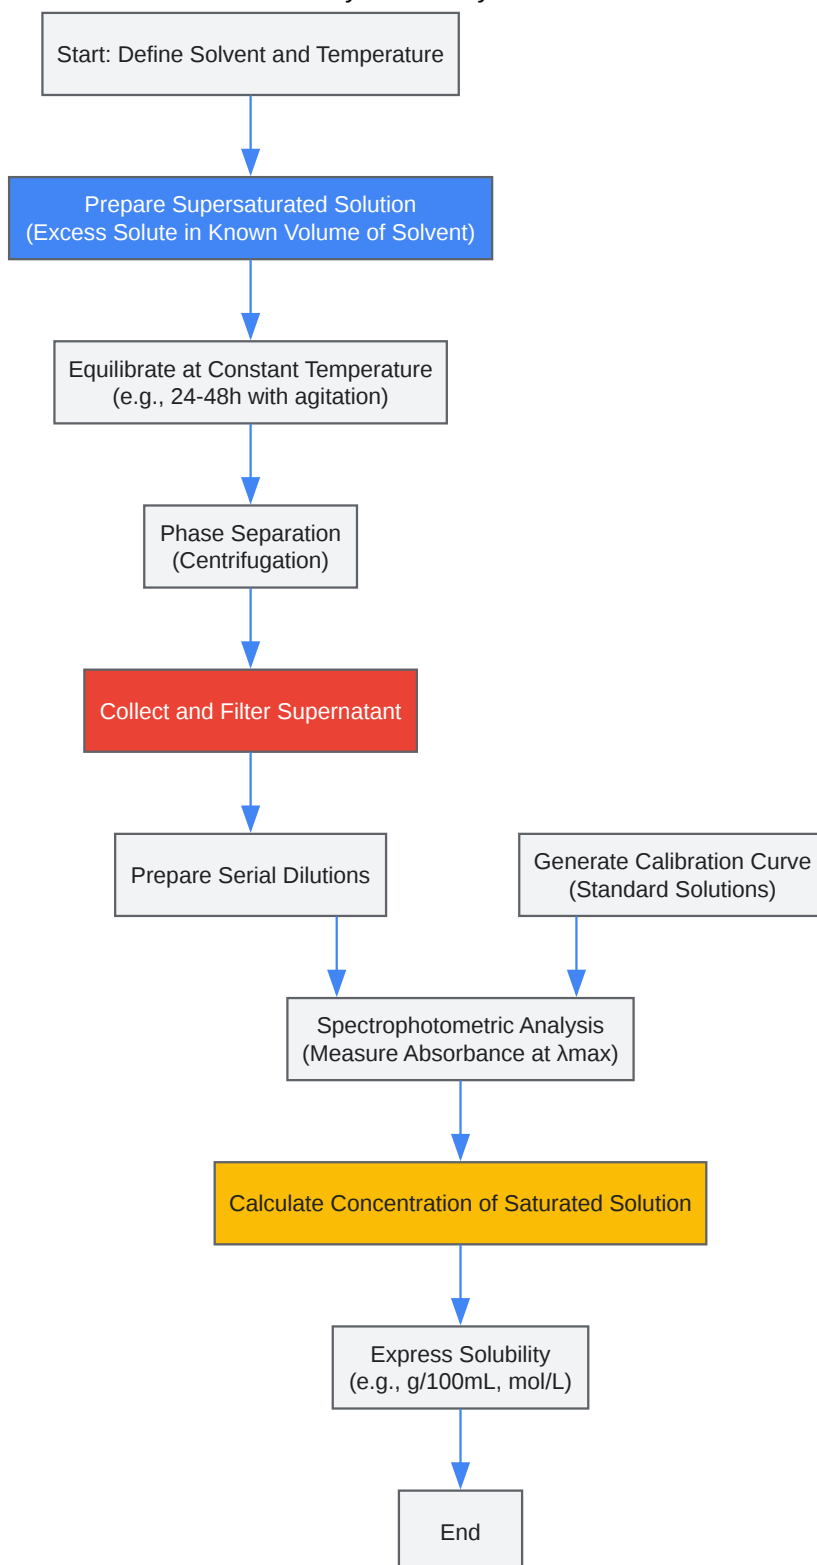 Start: Define Solvent and Temperature
Prepare Supersaturated Solution
(Excess Solute in Known Volume of Solvent)
Equilibrate at Constant Temperature
(e.g., 24-48h with agitation)
Phase Separation
(Centrifugation)
Collect and Filter Supernatant
Prepare Serial Dilutions
Generate Calibration Curve
(Standard Solutions)
Spectrophotometric Analysis
(Measure Absorbance at λmax)
Calculate Concentration of Saturated Solution
Express Solubility
(e.g., g/100mL, mol/L)
End